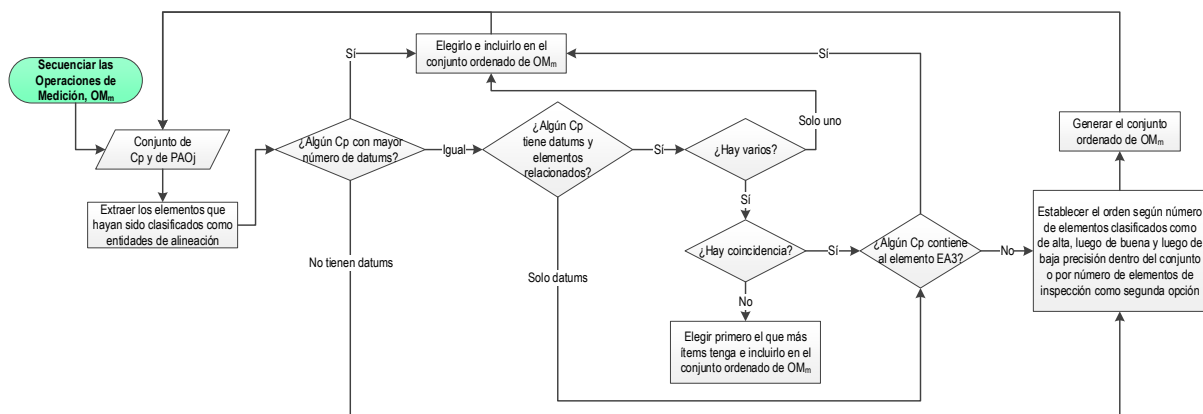 Secuenciar las
Operaciones de
Medición, OMm
Conjunto de
Cp y de PAOj
Extraer los elementos que
hayan sido clasificados como
entidades de alineación
¿Algún Cp con mayor
número de datums?
Sí
Igual
No tienen datums
Elegirlo e incluirlo en el
conjunto ordenado de OMm
¿Algún Cp
tiene datums y
elementos
relacionados?
Sí
Solo datums
¿Hay varios?
Solo uno
Sí
¿Hay coincidencia?
Sí
No
Elegir primero el que más
ítems tenga e incluirlo en el
conjunto ordenado de OMm
¿Algún Cp contiene
al elemento EA3?
Sí
No
Establecer el orden según número
de elementos clasificados como
de alta, luego de buena y luego de
baja precisión dentro del conjunto
o por número de elementos de
inspección como segunda opción
Generar el conjunto
ordenado de OMm